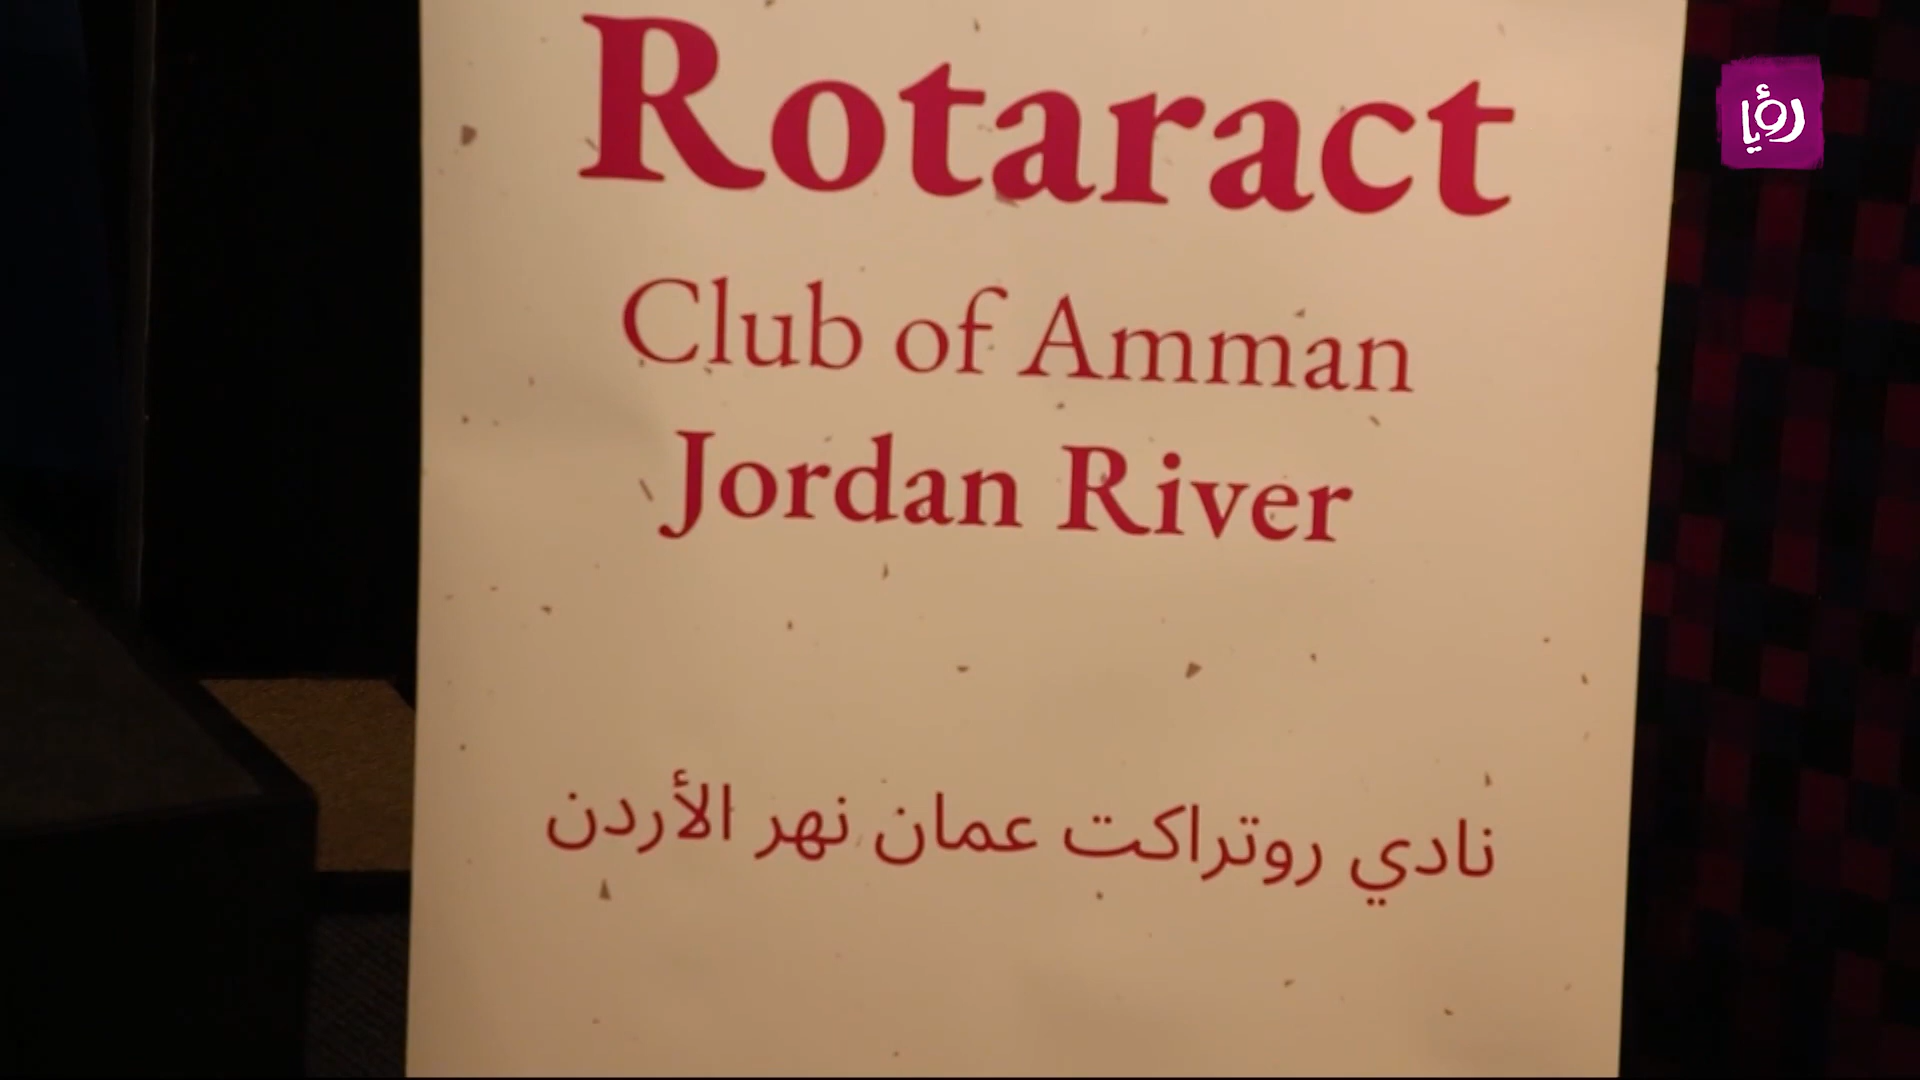 Rotaract
Club of Amman
Jordan River
نادي روتراكت عمان نهر الأردن
رؤيا